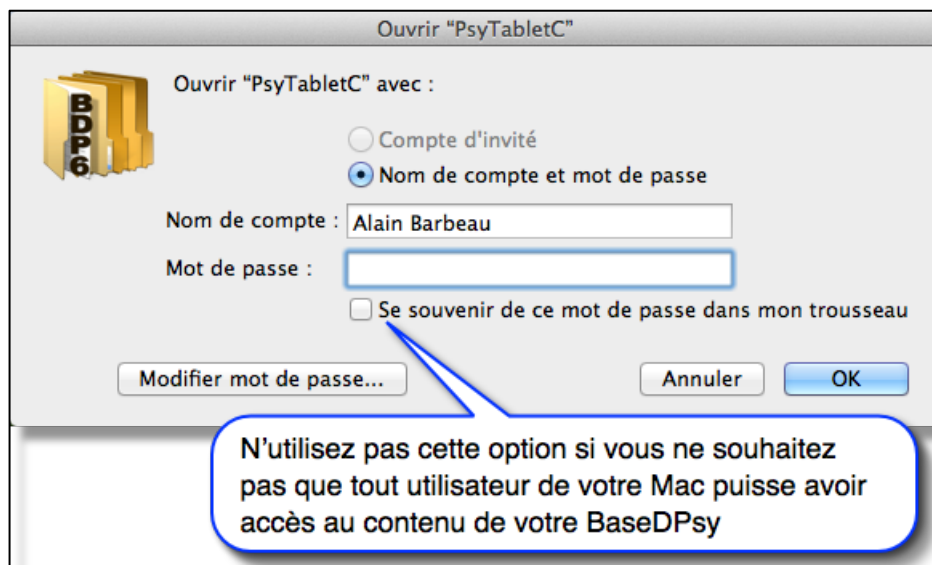 Ouvrir “PsyTabletC”
Ouvrir “PsyTabletC” avec :
BDP6
Compte d'invité
Nom de compte et mot de passe
Nom de compte : Alain Barbeau
Mot de passe :
Se souvenir de ce mot de passe dans mon trousseau
Modifier mot de passe... Annuler OK
N’utilisez pas cette option si vous ne souhaitez
pas que tout utilisateur de votre Mac puisse avoir
accès au contenu de votre BaseDPsy